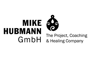 MIKE
HUBMANN
GmbH
The Project, Coaching
& Healing Company